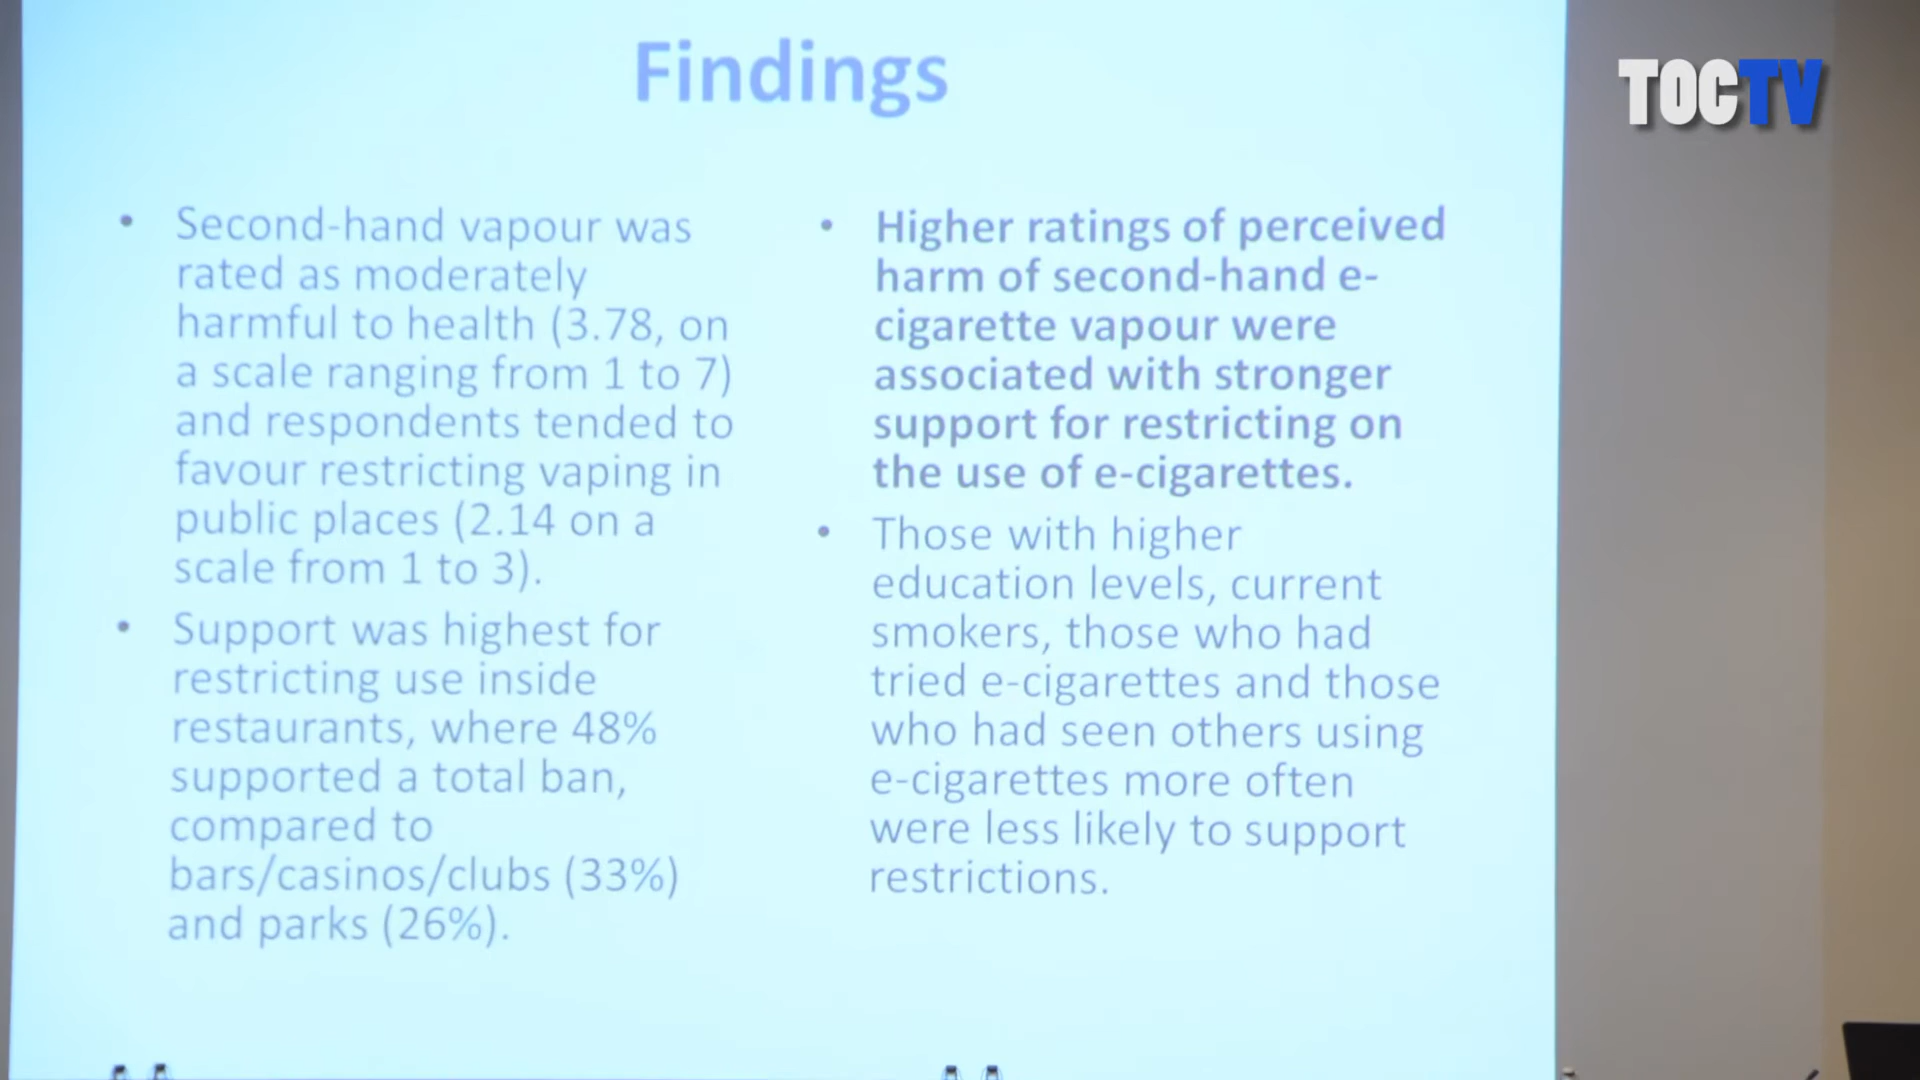 Findings
TOCTV
• Second-hand vapour was
rated as moderately
harmful to health (3.78, on
a scale ranging from 1 to 7)
and respondents tended to
favour restricting vaping in
public places (2.14 on a
scale from 1 to 3).
• Support was highest for
restricting use inside
restaurants, where 48%
supported a total ban,
compared to
bars/casinos/clubs (33%)
and parks (26%).
• Higher ratings of perceived
harm of second-hand e-
cigarette vapour were
associated with stronger
support for restricting on
the use of e-cigarettes.
• Those with higher
education levels, current
smokers, those who had
tried e-cigarettes and those
who had seen others using
e-cigarettes more often
were less likely to support
restrictions.